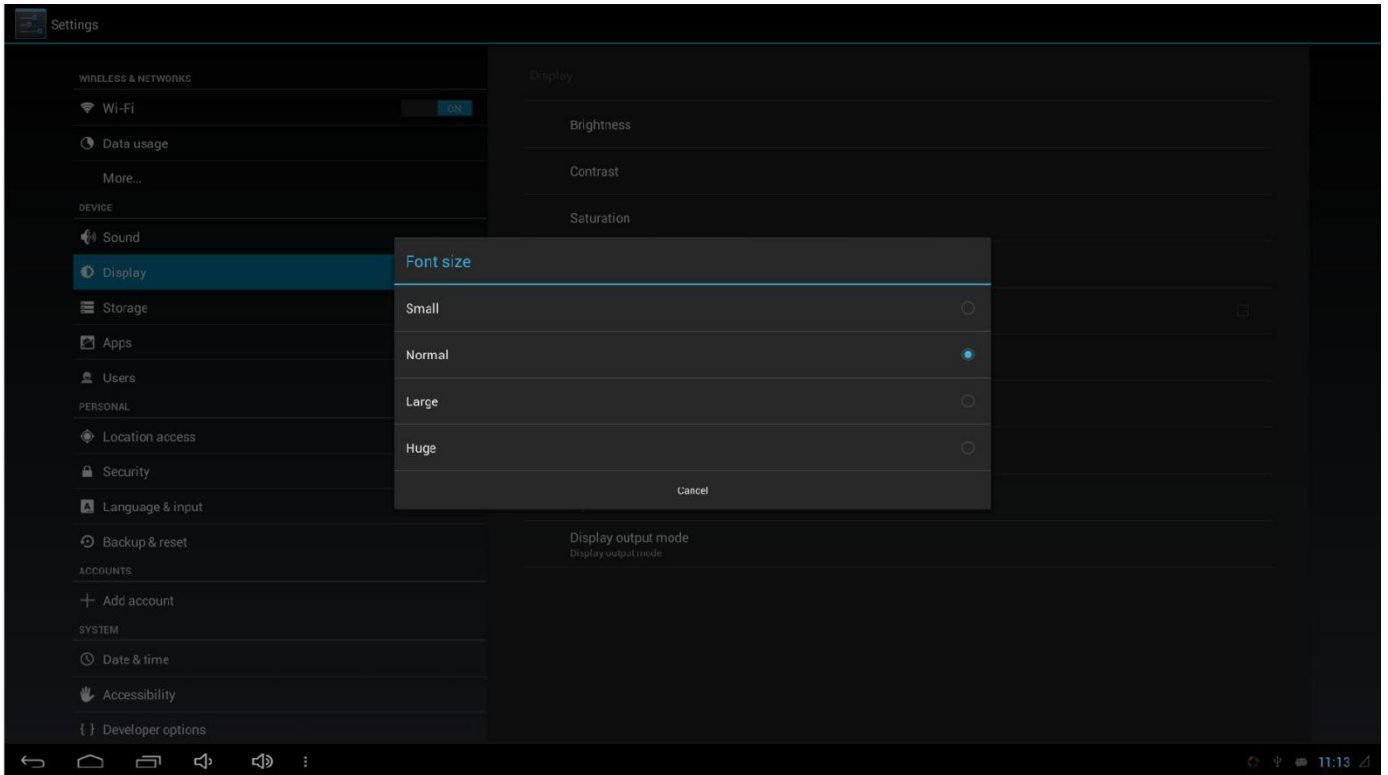 Settings
WIRELESS & NETWORKS
Wi-Fi ON
Data usage
More...
DEVICE
Sound
Display
Storage
Apps
Users
PERSONAL
Location access
Security
Language & input
Backup & reset
ACCOUNTS
Add account
SYSTEM
Date & time
Accessibility
{ } Developer options
Display
Brightness
Contrast
Saturation
Font size
Small
Normal
Large
Huge
Cancel
Display output mode
Display output mode
11:13